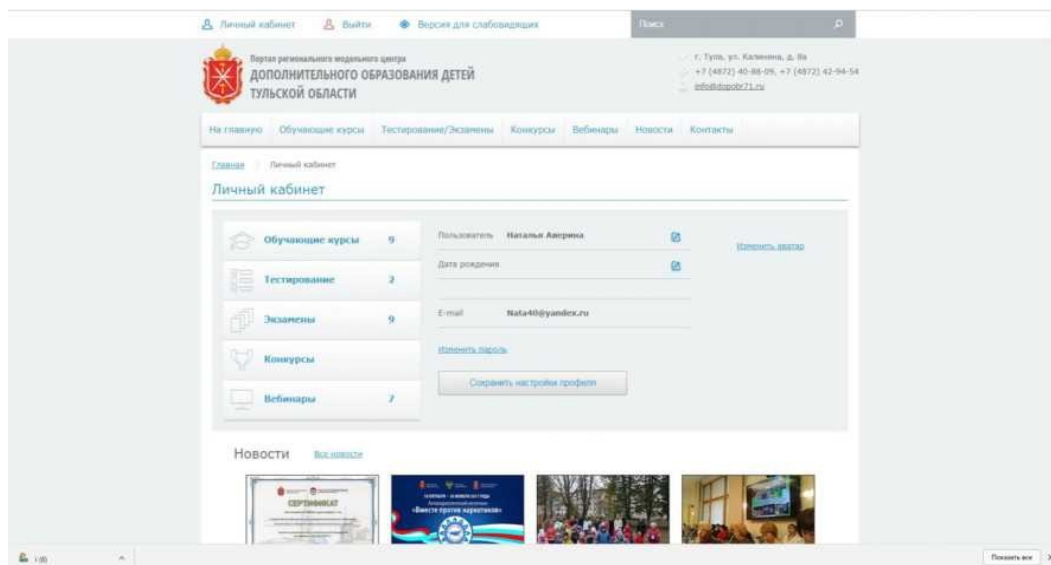 Личный кабинет Выйти Версия для слабовидящих Поиск
Портал регионального модельного центра
ДОПОЛНИТЕЛЬНОГО ОБРАЗОВАНИЯ ДЕТЕЙ
ТУЛЬСКОЙ ОБЛАСТИ
г. Тула, ул. Калинина, д. 8а
+7 (4872) 40-88-09, +7 (4872) 42-94-54
info@dopobr71.ru
На главную Обучающие курсы Тестирование/Экзамены Конкурсы Вебинары Новости Контакты
Главная Личный кабинет
Личный кабинет
Обучающие курсы 9
Тестирование 2
Экзамены 9
Конкурсы
Вебинары 7
Пользователь Наталья Аверина
Дата рождения
E-mail Nata40@yandex.ru
Изменить пароль
Сохранить настройки профиля
Изменить аватар
Новости Все новости
СЕРТИФИКАТ
«Вместе против наркотиков»
Показать все